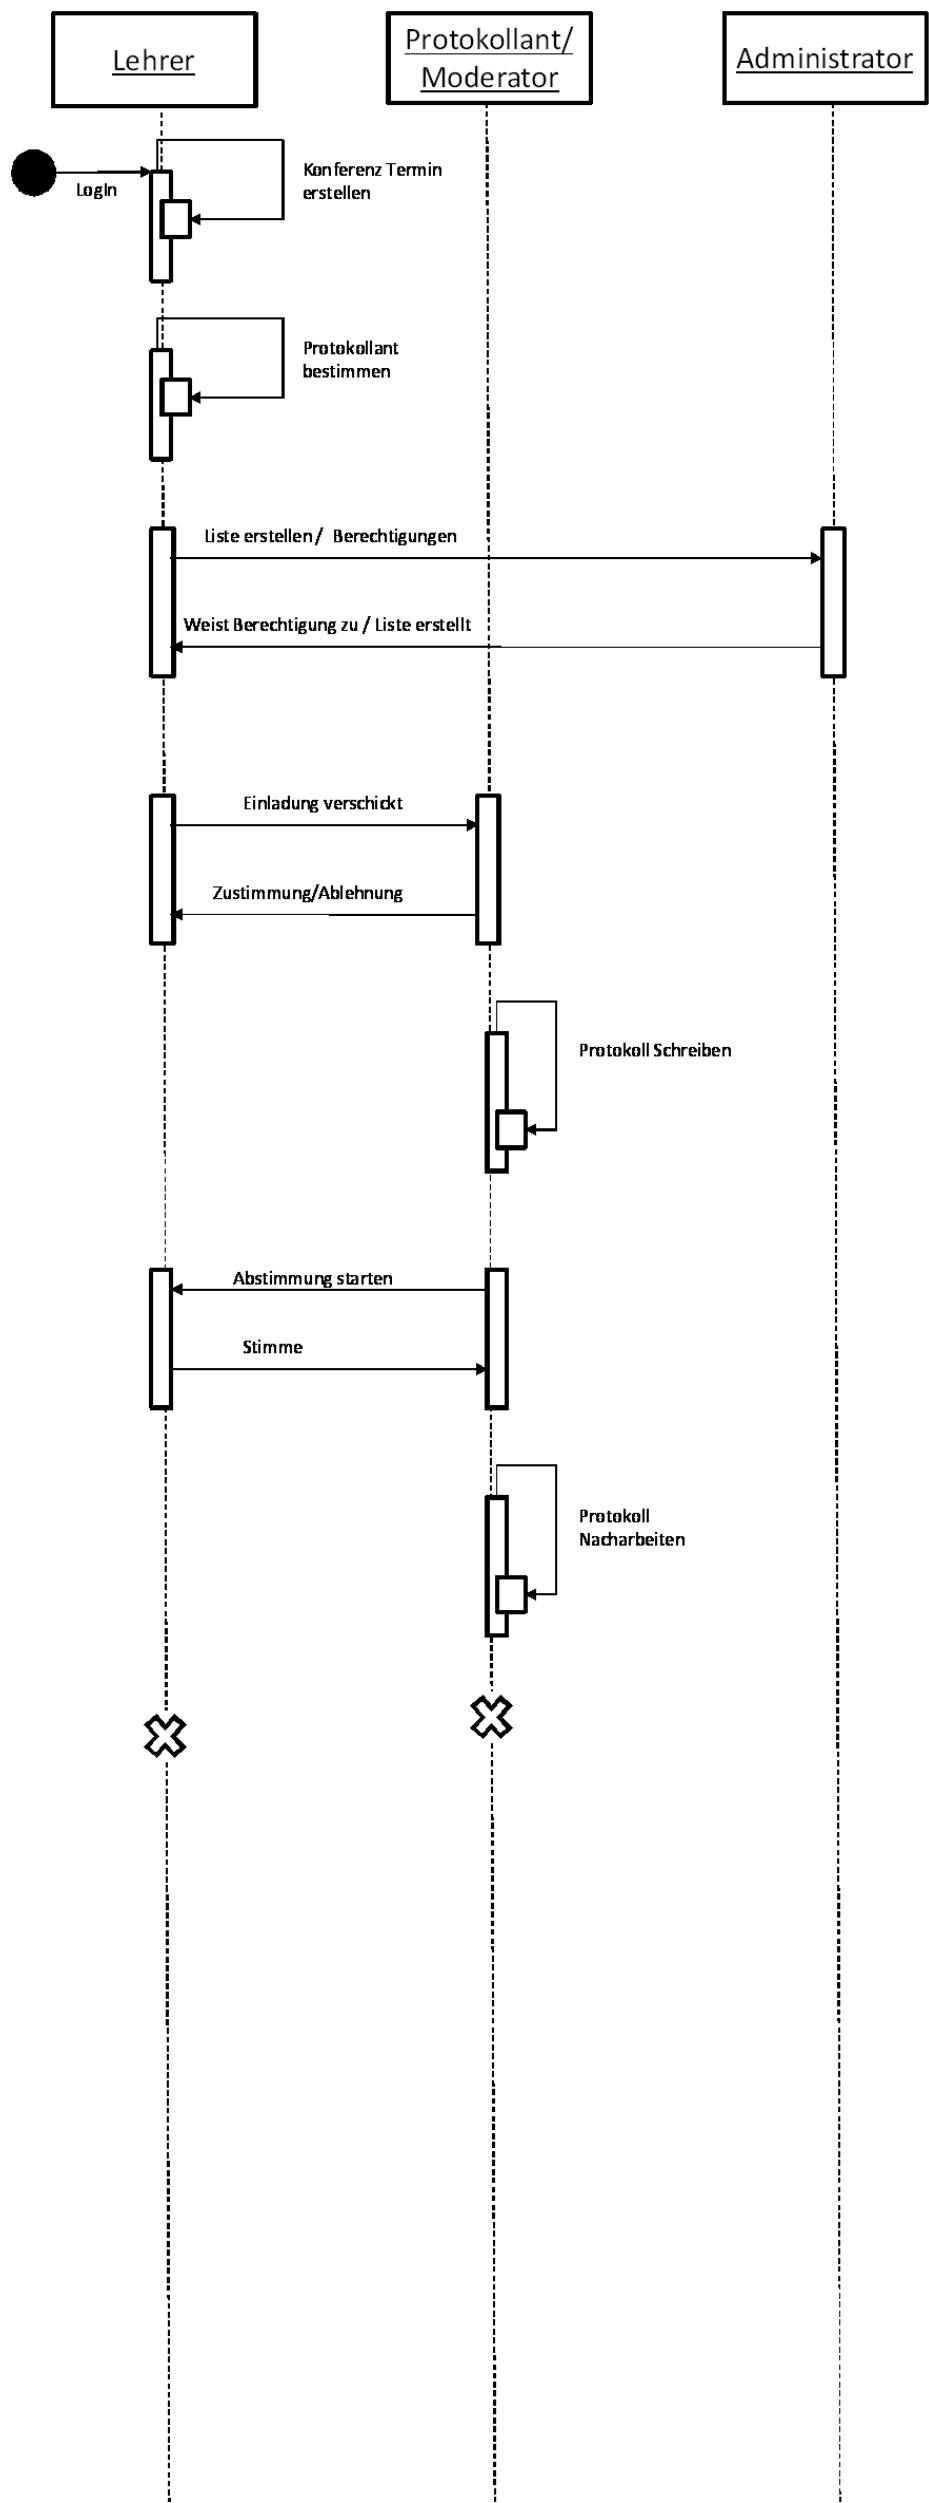 Lehrer
Protokollant/
Moderator
Administrator
LogIn
Konferenz Termin
erstellen
Protokollant
bestimmen
Liste erstellen / Berechtigungen
Weist Berechtigung zu / Liste erstellt
Einladung verschickt
Zustimmung/Ablehnung
Protokoll Schreiben
Abstimmung starten
Stimme
Protokoll
Nacharbeiten